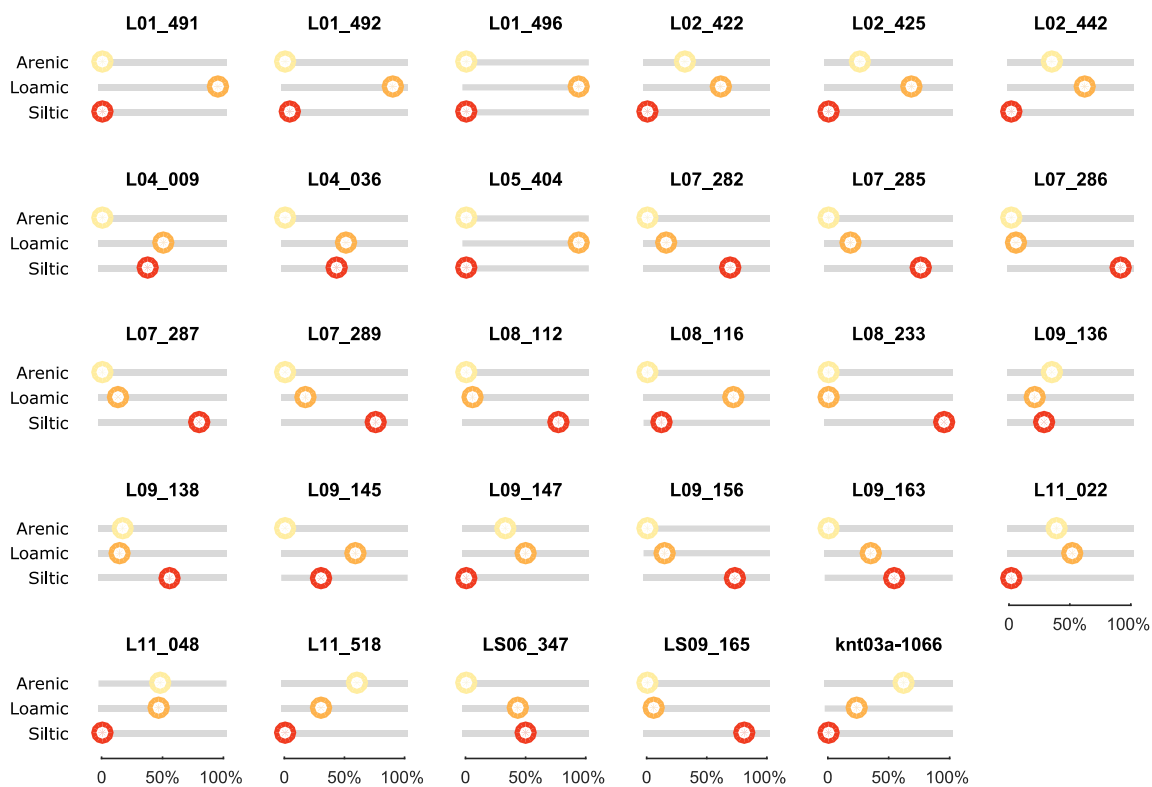 L01_491 L01_492 L01_496 L02_422 L02_425 L02_442
Arenic
Loamic
Siltic
L04_009 L04_036 L05_404 L07_282 L07_285 L07_286
Arenic
Loamic
Siltic
L07_287 L07_289 L08_112 L08_116 L08_233 L09_136
Arenic
Loamic
Siltic
L09_138 L09_145 L09_147 L09_156 L09_163 L11_022
Arenic
Loamic
Siltic
0 50% 100%
L11_048 L11_518 LS06_347 LS09_165 knt03a-1066
Arenic
Loamic
Siltic
0 50% 100% 0 50% 100% 0 50% 100% 0 50% 100% 0 50% 100%